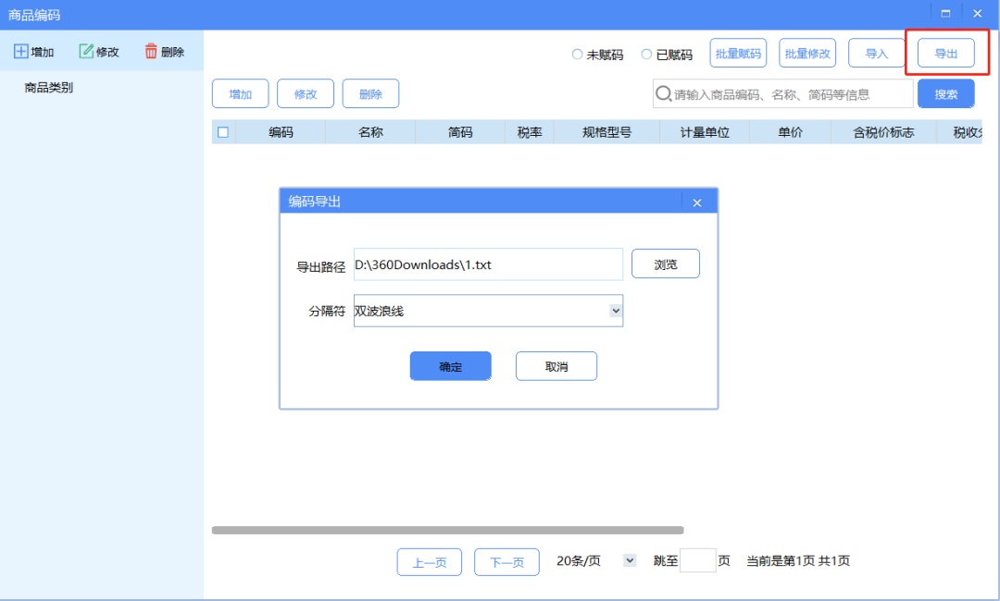 商品编码
增加 修改 删除
未赋码 已赋码 批量赋码 批量修改 导入 导出
商品类别
增加 修改 删除 请输入商品编码、名称、简码等信息 搜索
编码 名称 简码 税率 规格型号 计量单位 单价 含税价标志 税收
编码导出
导出路径 D:\360Downloads\1.txt 浏览
分隔符 双波浪线
确定 取消
上一页 下一页 20条/页 跳至 页 当前是第1页 共1页